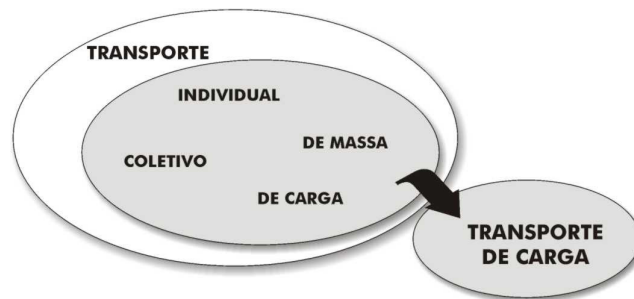 TRANSPORTE
INDIVIDUAL
DE MASSA
COLETIVO
DE CARGA
TRANSPORTE
DE CARGA